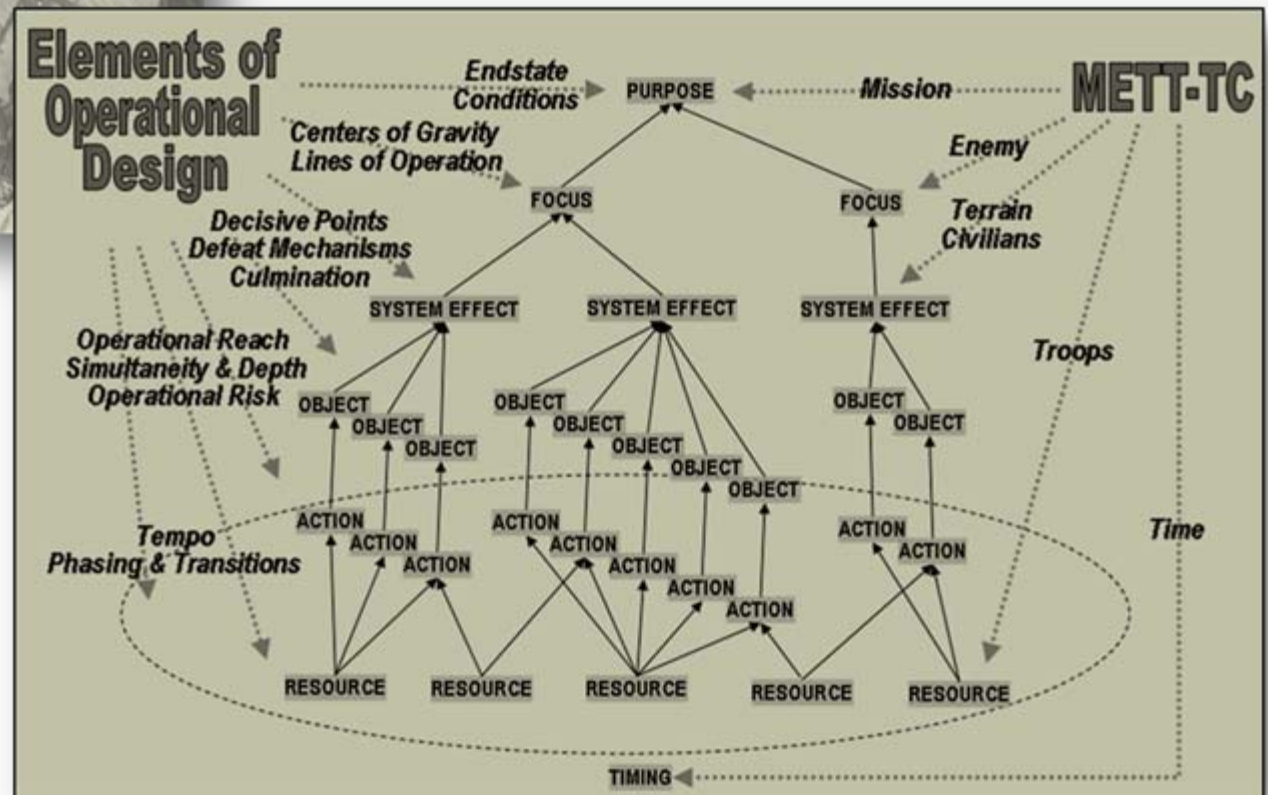 Elements of
Operational
Design
METT-TC
Endstate
Conditions
PURPOSE
Mission
Centers of Gravity
Lines of Operation
Enemy
FOCUS
FOCUS
Decisive Points
Defeat Mechanisms
Culmination
Terrain
Civilians
SYSTEM EFFECT
SYSTEM EFFECT
SYSTEM EFFECT
Operational Reach
Simultaneity & Depth
Operational Risk
Troops
OBJECT
OBJECT
OBJECT
OBJECT
OBJECT
OBJECT
OBJECT
OBJECT
OBJECT
OBJECT
Tempo
Phasing & Transitions
Time
ACTION
ACTION
ACTION
ACTION
ACTION
ACTION
ACTION
ACTION
ACTION
ACTION
RESOURCE
RESOURCE
RESOURCE
RESOURCE
RESOURCE
TIMING